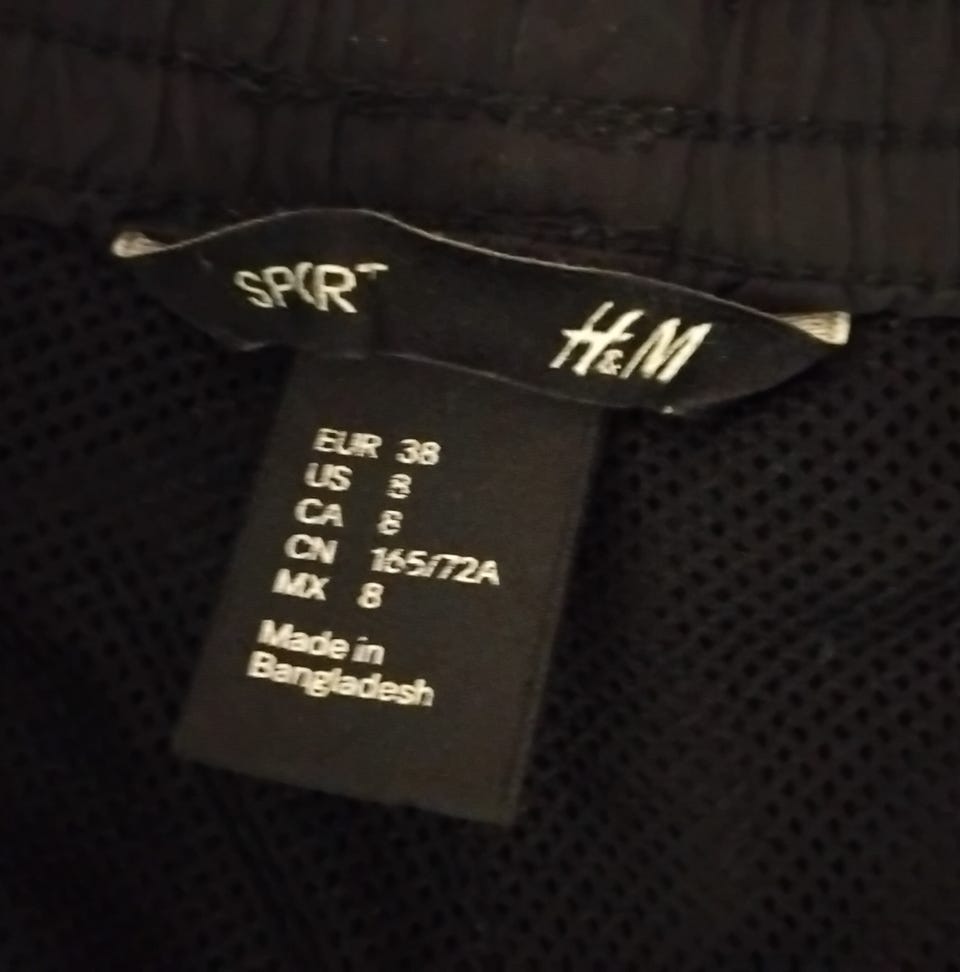 SPORT H&M
EUR 38
US 8
CA 8
CN 165/72A
MX 8
Made in
Bangladesh